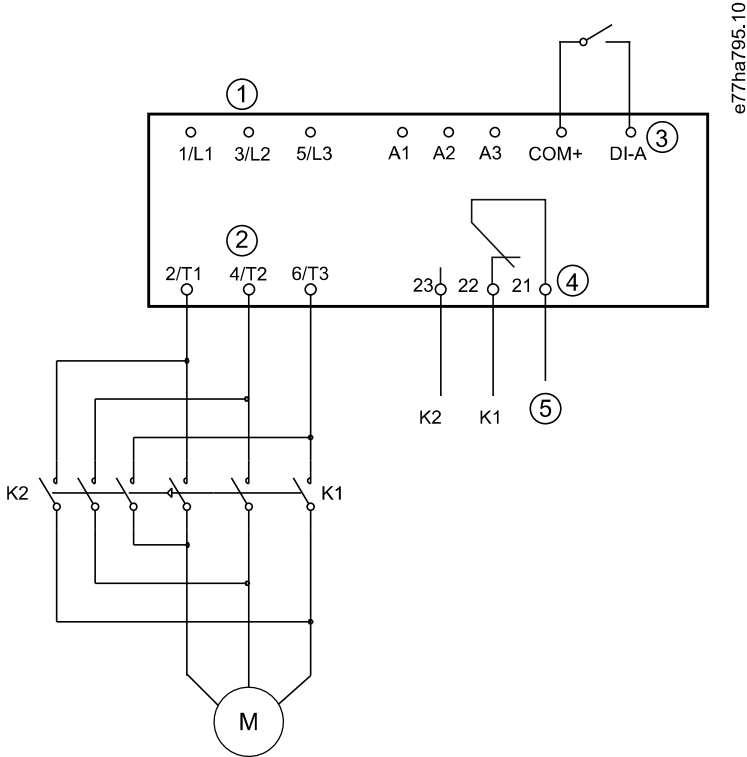 e77ha795.10
1
1/L1 3/L2 5/L3 A1 A2 A3 COM+ DI-A 3
2
2/T1 4/T2 6/T3 23 22 21 4
K2 K1 5
K2 K1
M